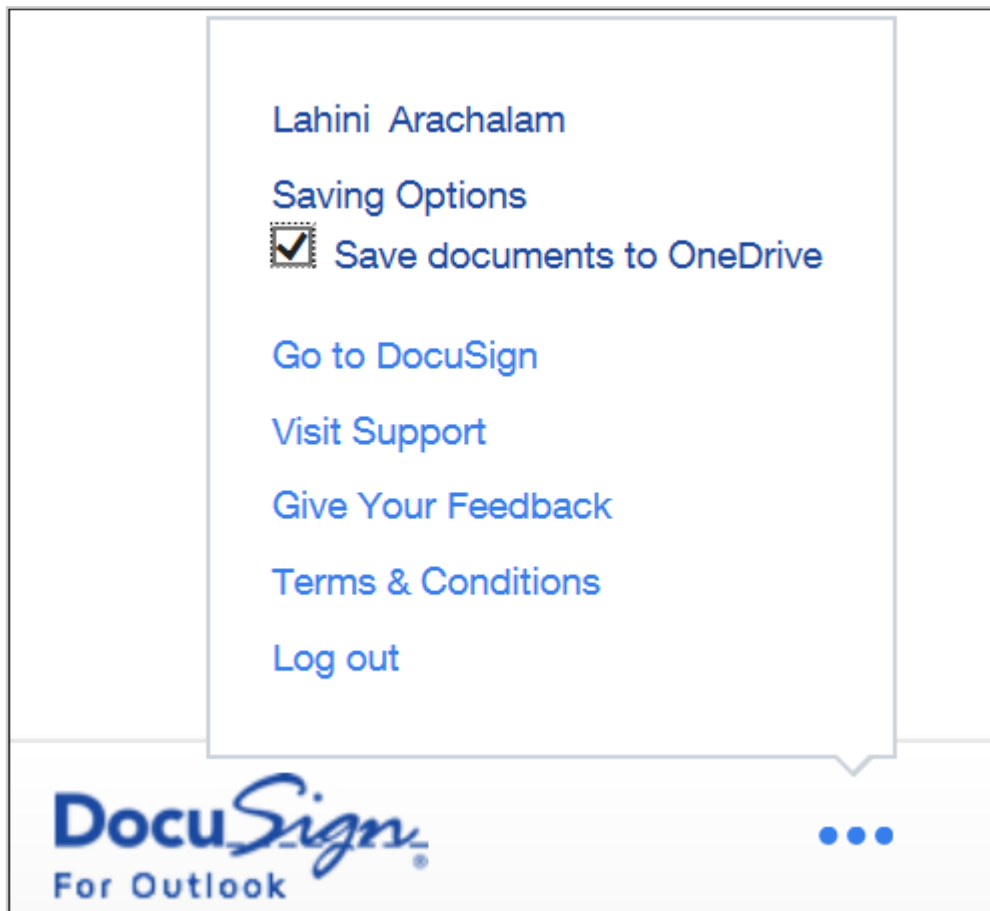 Lahini Arachalam
Saving Options
Save documents to OneDrive
Go to DocuSign
Visit Support
Give Your Feedback
Terms & Conditions
Log out
DocuSign®
For Outlook